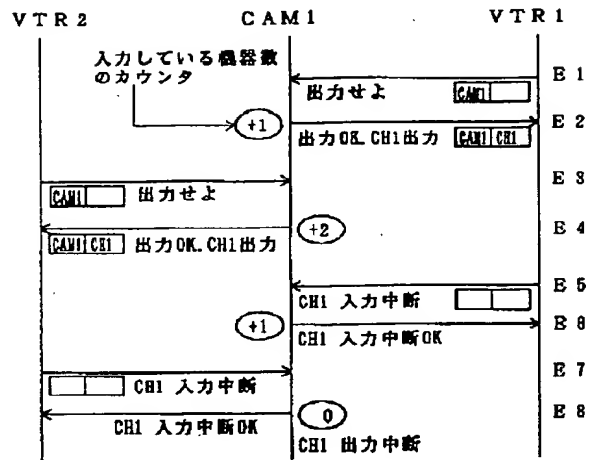 VTR2 CAM1 VTR1
入力している機器数
のカウンタ
E1
出力せよ CAM1
+1
E2
出力OK.CH1出力 CAM1 CH1
E3
CAM1 出力せよ
+2
E4
CAM1 CH1 出力OK.CH1出力
E5
CH1 入力中断
+1
E6
CH1 入力中断OK
E7
CH1 入力中断
0
E8
CH1 入力中断OK
CH1 出力中断